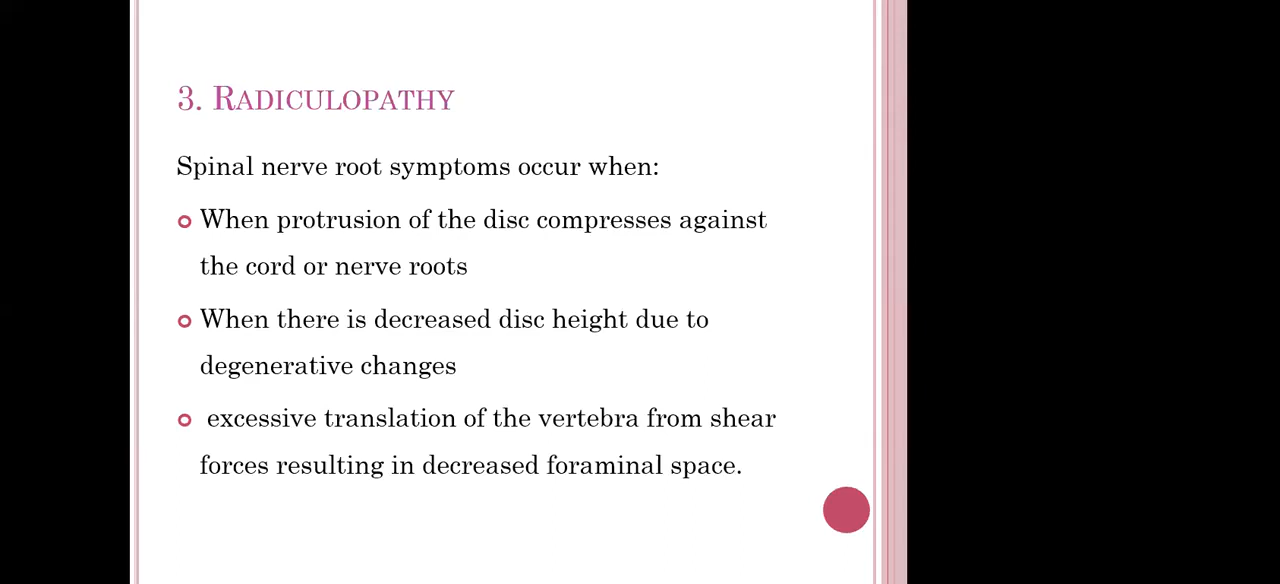 3. RADICULOPATHY
Spinal nerve root symptoms occur when:
When protrusion of the disc compresses against
the cord or nerve roots
When there is decreased disc height due to
degenerative changes
excessive translation of the vertebra from shear
forces resulting in decreased foraminal space.